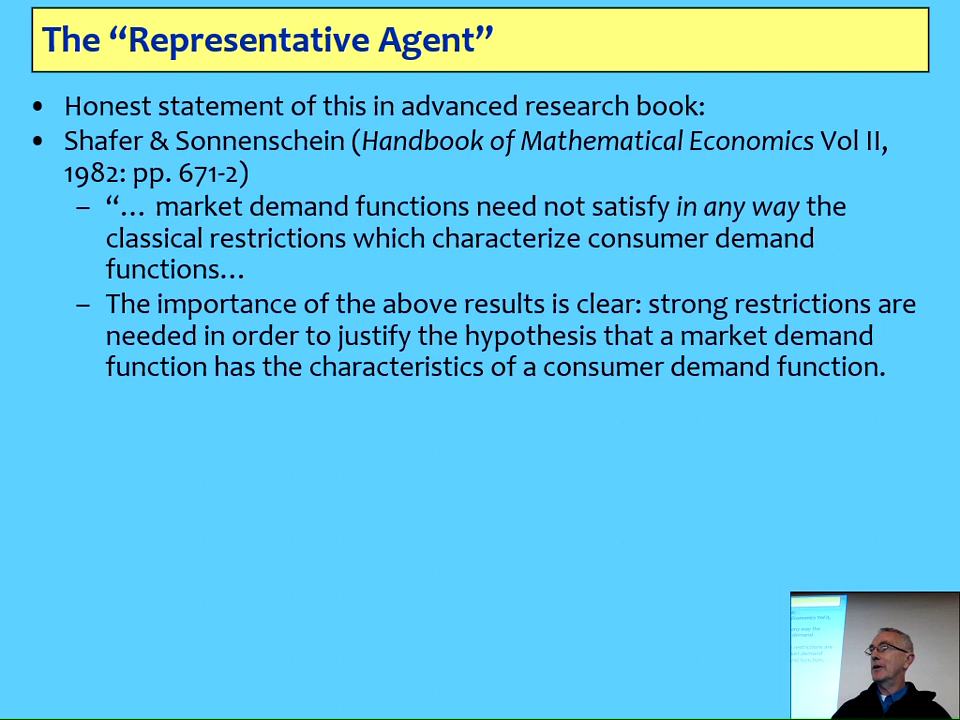 The “Representative Agent”
• Honest statement of this in advanced research book:
• Shafer & Sonnenschein (Handbook of Mathematical Economics Vol II,
1982: pp. 671-2)
– “… market demand functions need not satisfy in any way the
classical restrictions which characterize consumer demand
functions…
– The importance of the above results is clear: strong restrictions are
needed in order to justify the hypothesis that a market demand
function has the characteristics of a consumer demand function.